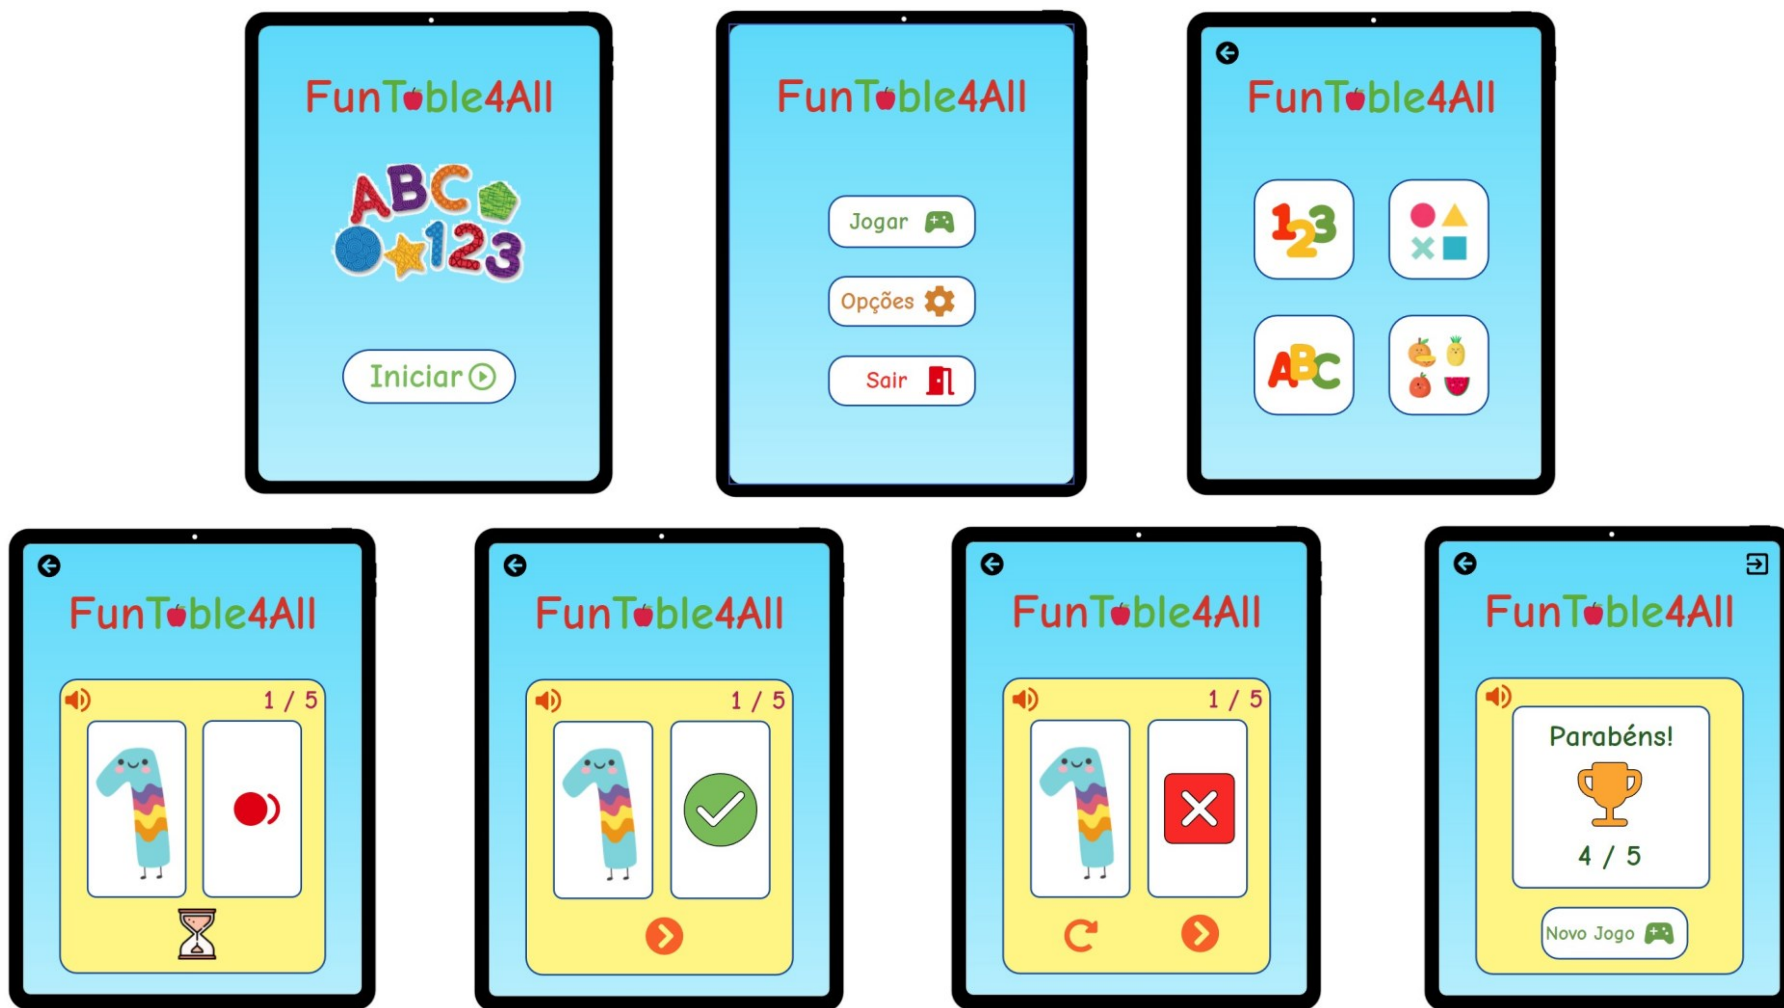 FunTable4All
ABC
123
Iniciar
FunTable4All
Jogar
Opções
Sair
FunTable4All
123
ABC
FunTable4All
1 / 5
FunTable4All
1 / 5
FunTable4All
1 / 5
FunTable4All
Parabéns!
4 / 5
Novo Jogo